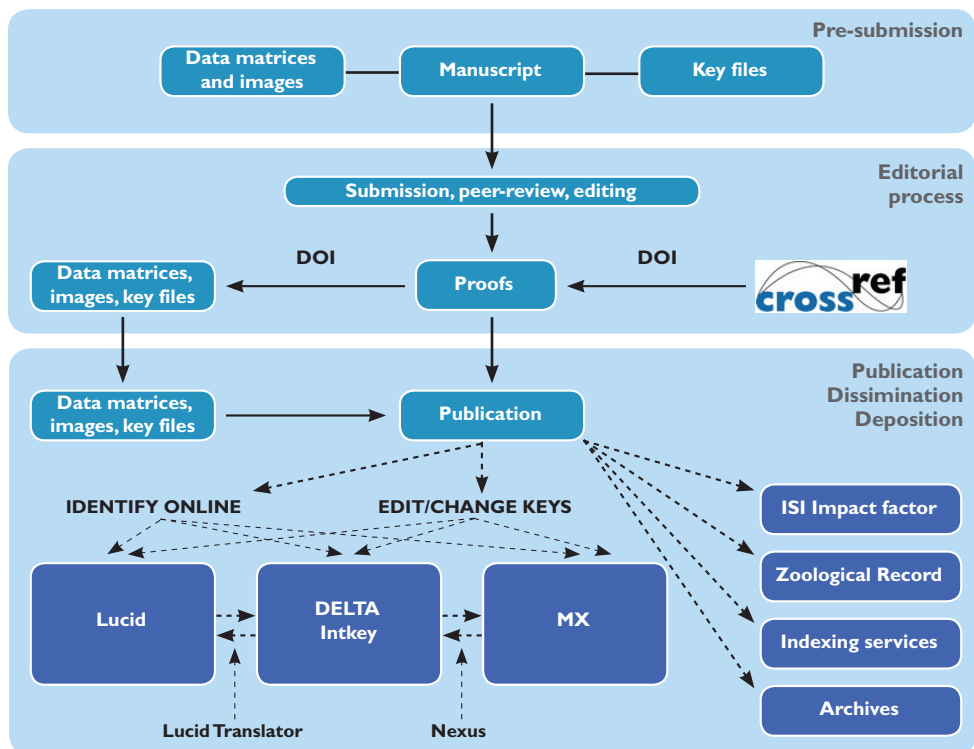 Pre-submission
Data matrices
and images
Manuscript
Key files
Editorial
process
Submission, peer-review, editing
DOI
DOI
Data matrices,
images, key files
Proofs
crossref
Publication
Dissimination
Deposition
Data matrices,
images, key files
Publication
IDENTIFY ONLINE
EDIT/CHANGE KEYS
ISI Impact factor
Zoological Record
Indexing services
Archives
Lucid
DELTA
Intkey
MX
Lucid Translator
Nexus